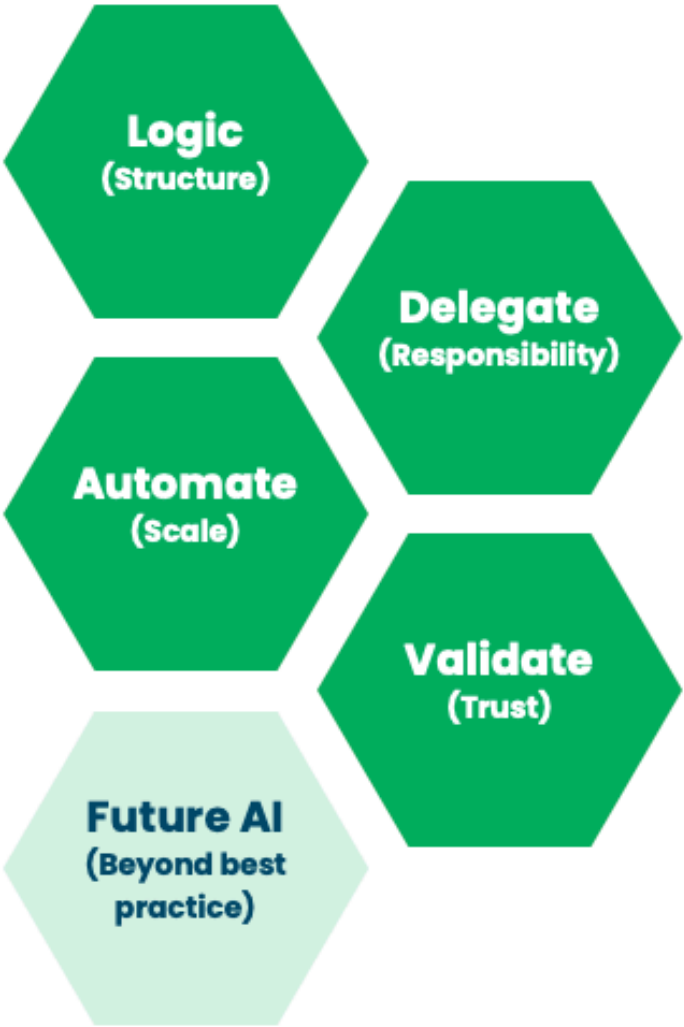 Logic
(Structure)
Delegate
(Responsibility)
Automate
(Scale)
Validate
(Trust)
Future AI
(Beyond best
practice)